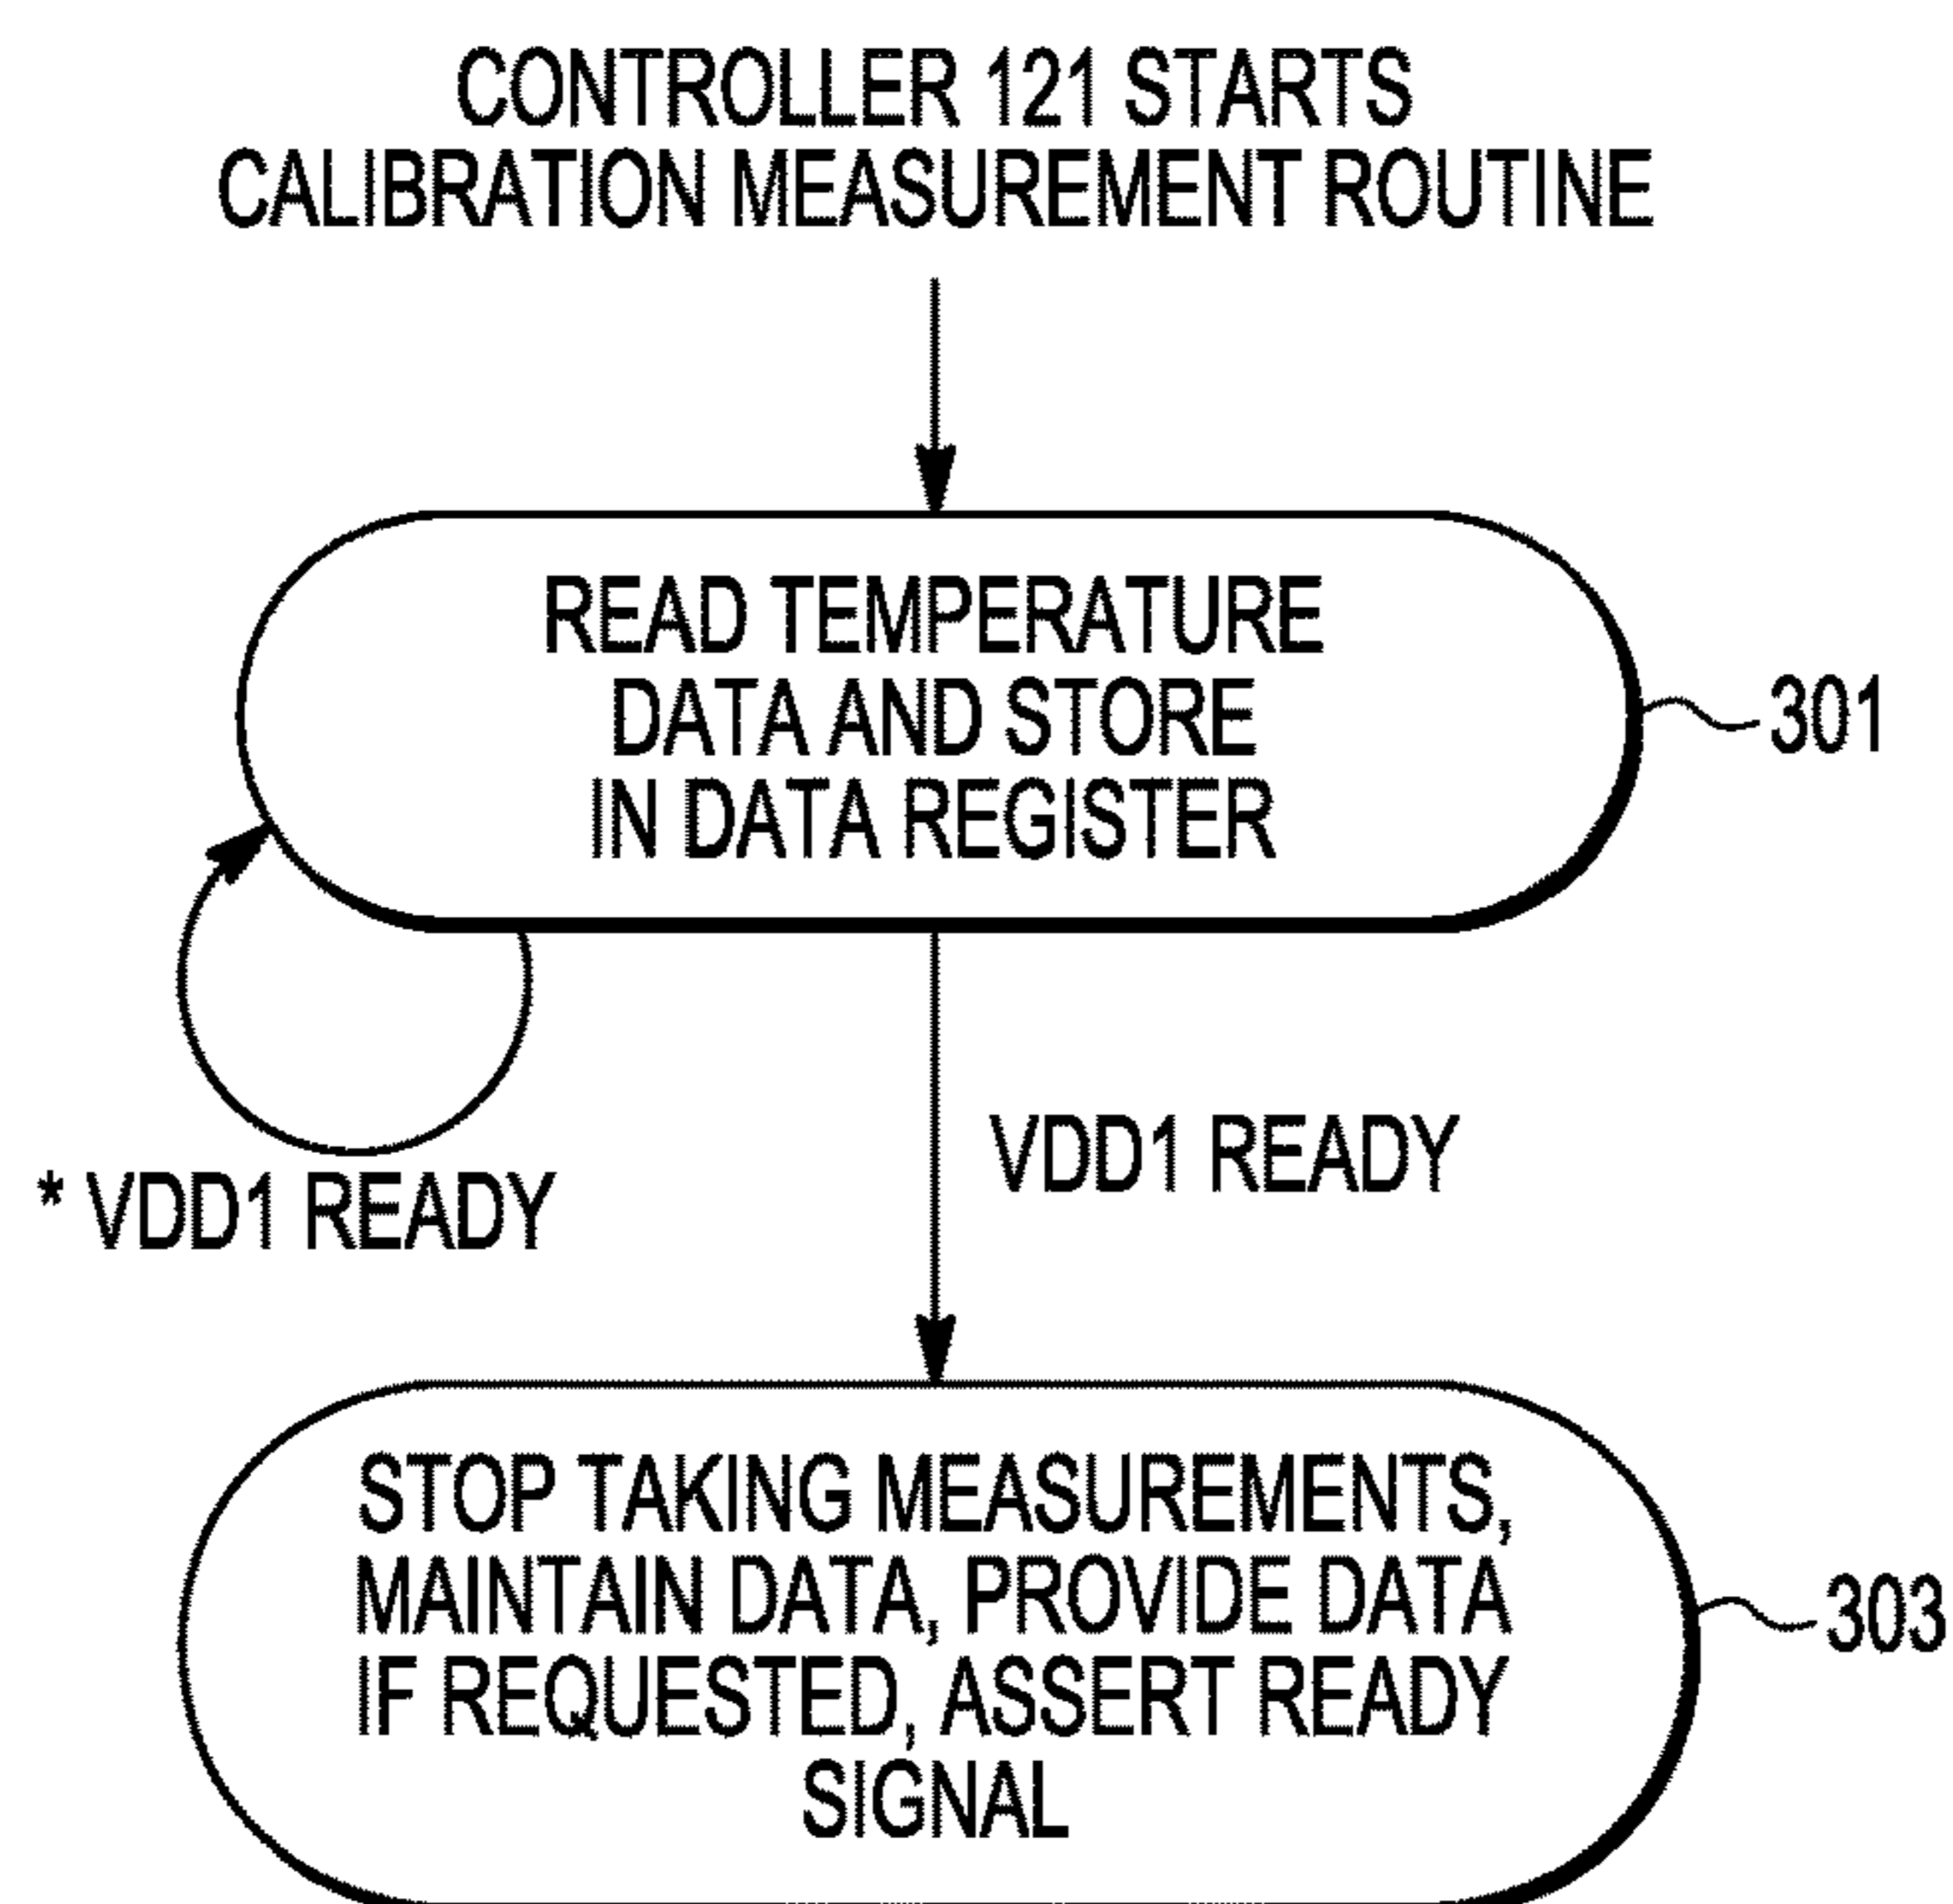 CONTROLLER 121 STARTS
CALIBRATION MEASUREMENT ROUTINE
READ TEMPERATURE
DATA AND STORE
IN DATA REGISTER
301
VDD1 READY
* VDD1 READY
STOP TAKING MEASUREMENTS,
MAINTAIN DATA, PROVIDE DATA
IF REQUESTED, ASSERT READY
SIGNAL
303